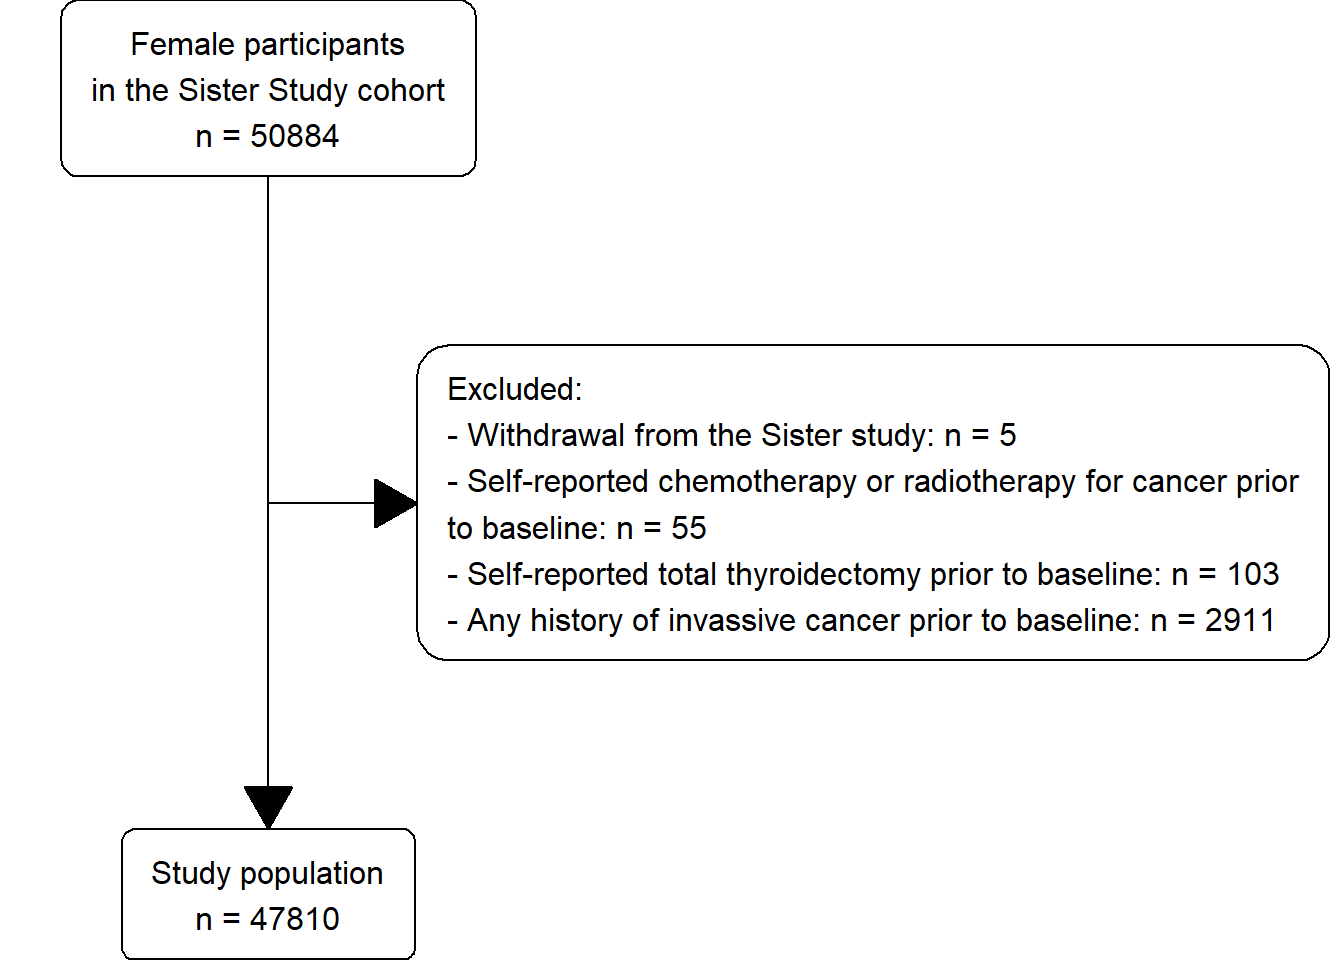 Female participants
in the Sister Study cohort
n = 50884
Excluded:
- Withdrawal from the Sister study: n = 5
- Self-reported chemotherapy or radiotherapy for cancer prior
to baseline: n = 55
- Self-reported total thyroidectomy prior to baseline: n = 103
- Any history of invassive cancer prior to baseline: n = 2911
Study population
n = 47810